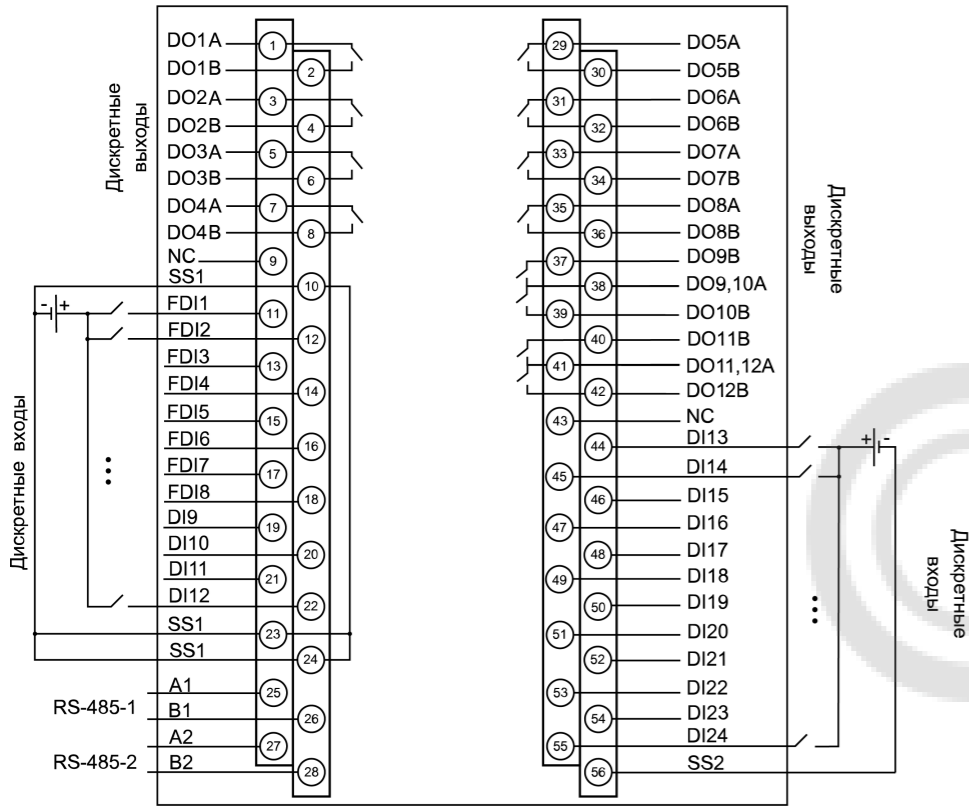 Дискретные
выходы
DO1A 1
DO1B 2
DO2A 3
DO2B 4
DO3A 5
DO3B 6
DO4A 7
DO4B 8
NC 9
SS1 10
- +
FDI1 11
FDI2 12
FDI3 13
FDI4 14
FDI5 15
FDI6 16
FDI7 17
FDI8 18
DI9 19
DI10 20
DI11 21
DI12 22
SS1 23
SS1 24
Дискретные входы
RS-485-1
A1 25
B1 26
RS-485-2
A2 27
B2 28
29 DO5A
30 DO5B
31 DO6A
32 DO6B
33 DO7A
34 DO7B
35 DO8A
36 DO8B
37 DO9B
38 DO9,10A
39 DO10B
40 DO11B
41 DO11,12A
42 DO12B
43 NC
44 DI13
45 DI14
46 DI15
47 DI16
48 DI17
49 DI18
50 DI19
51 DI20
52 DI21
53 DI22
54 DI23
55 DI24
56 SS2
Дискретные
выходы
+ -
Дискретные
входы